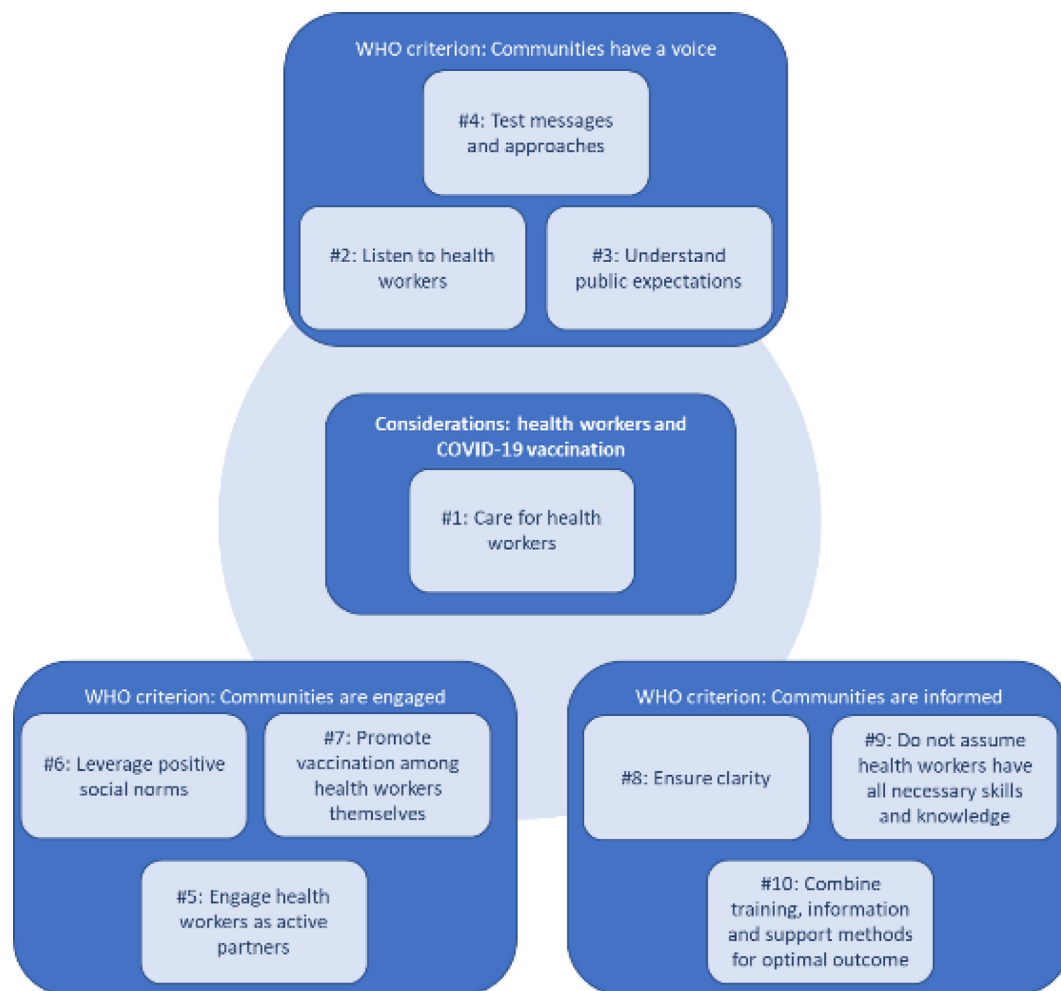 WHO criterion: Communities have a voice
#4: Test messages
and approaches
#2: Listen to health
workers
#3: Understand
public expectations
Considerations: health workers and
COVID-19 vaccination
#1: Care for health
workers
WHO criterion: Communities are engaged
#6: Leverage positive
social norms
#7: Promote
vaccination among
health workers
themselves
#5: Engage health
workers as active
partners
WHO criterion: Communities are informed
#8: Ensure clarity
#9: Do not assume
health workers have
all necessary skills
and knowledge
#10: Combine
training, information
and support methods
for optimal outcome